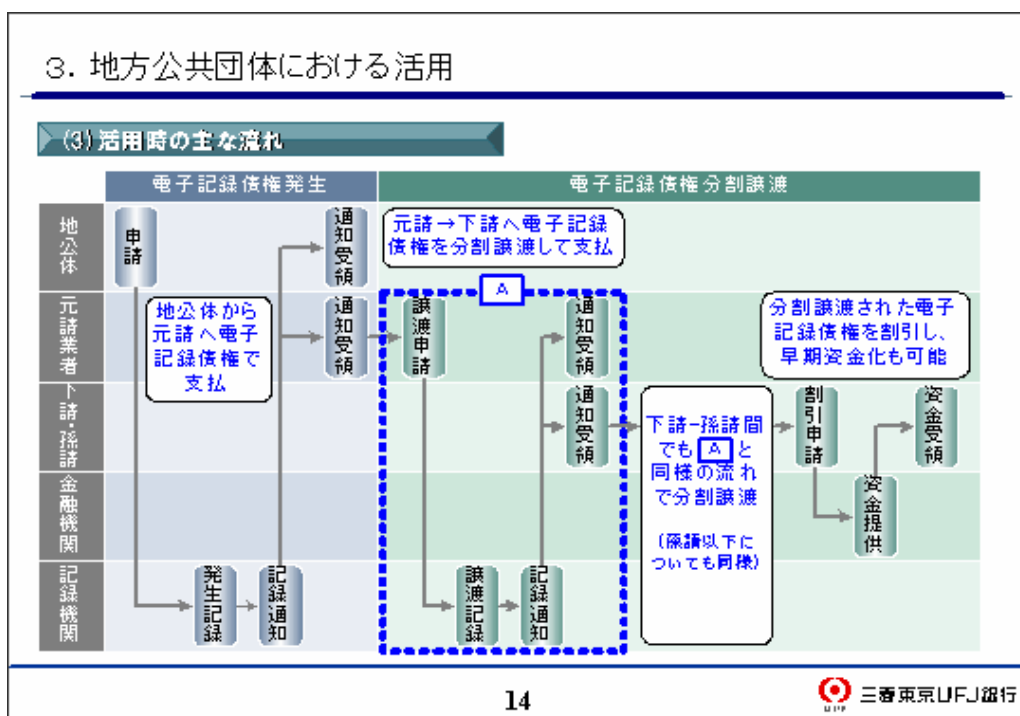 3. 地方公共団体における活用
(3)活用時の主な流れ
電子記録債権発生
電子記録債権分割譲渡
地公体
元請業者
下請・孫請
金融機関
記録機関
申請
地公体から
元請へ電子
記録債権で
支払
発生記録
記録通知
通知受領
通知受領
元請→下請へ電子記録
債権を分割譲渡して支払
A
譲渡申請
譲渡記録
記録通知
通知受領
通知受領
下請-孫請間
でも A と
同様の流れ
で分割譲渡
(孫請以下に
ついても同様)
分割譲渡された電子
記録債権を割引し、
早期資金化も可能
割引申請
資金提供
資金受領
14
三菱東京UFJ銀行